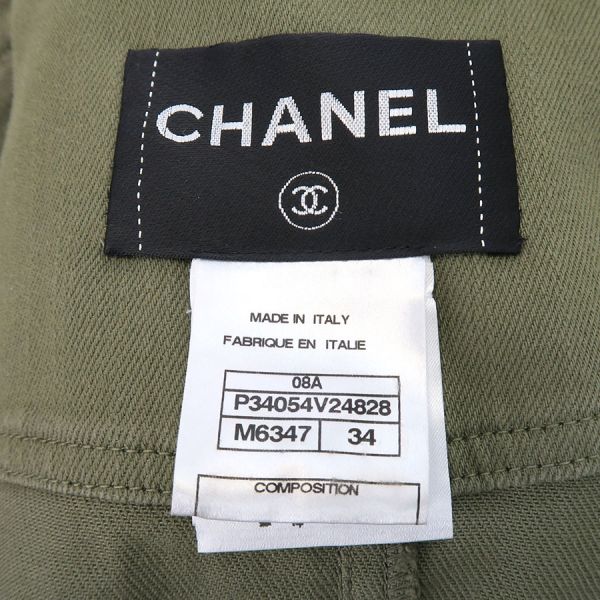 CHANEL
MADE IN ITALY
FABRIQUE EN ITALIE
08A
P34054V24828
M6347 34
COMPOSITION